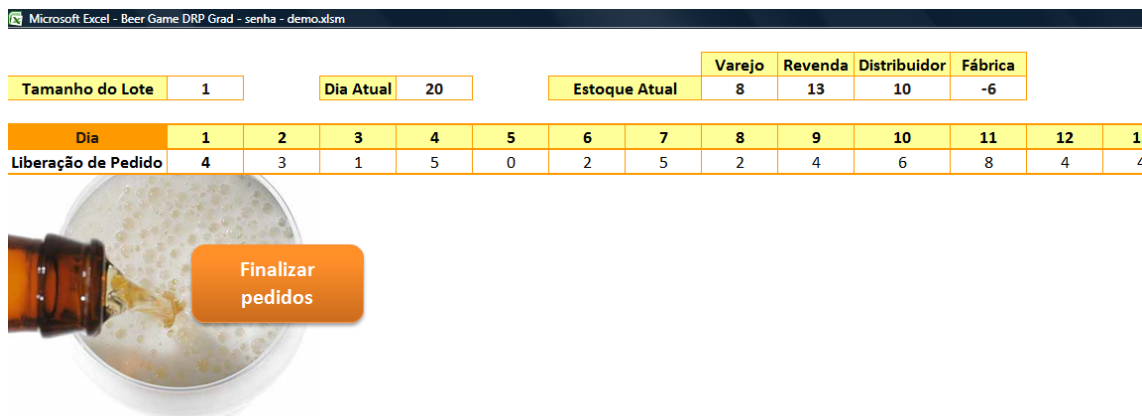 Microsoft Excel - Beer Game DRP Grad - senha - demo.xlsm
Varejo Revenda Distribuidor Fábrica
Tamanho do Lote 1 Dia Atual 20 Estoque Atual 8 13 10 -6
Dia 1 2 3 4 5 6 7 8 9 10 11 12
Liberação de Pedido 4 3 1 5 0 2 5 2 4 6 8 4
Finalizar
pedidos